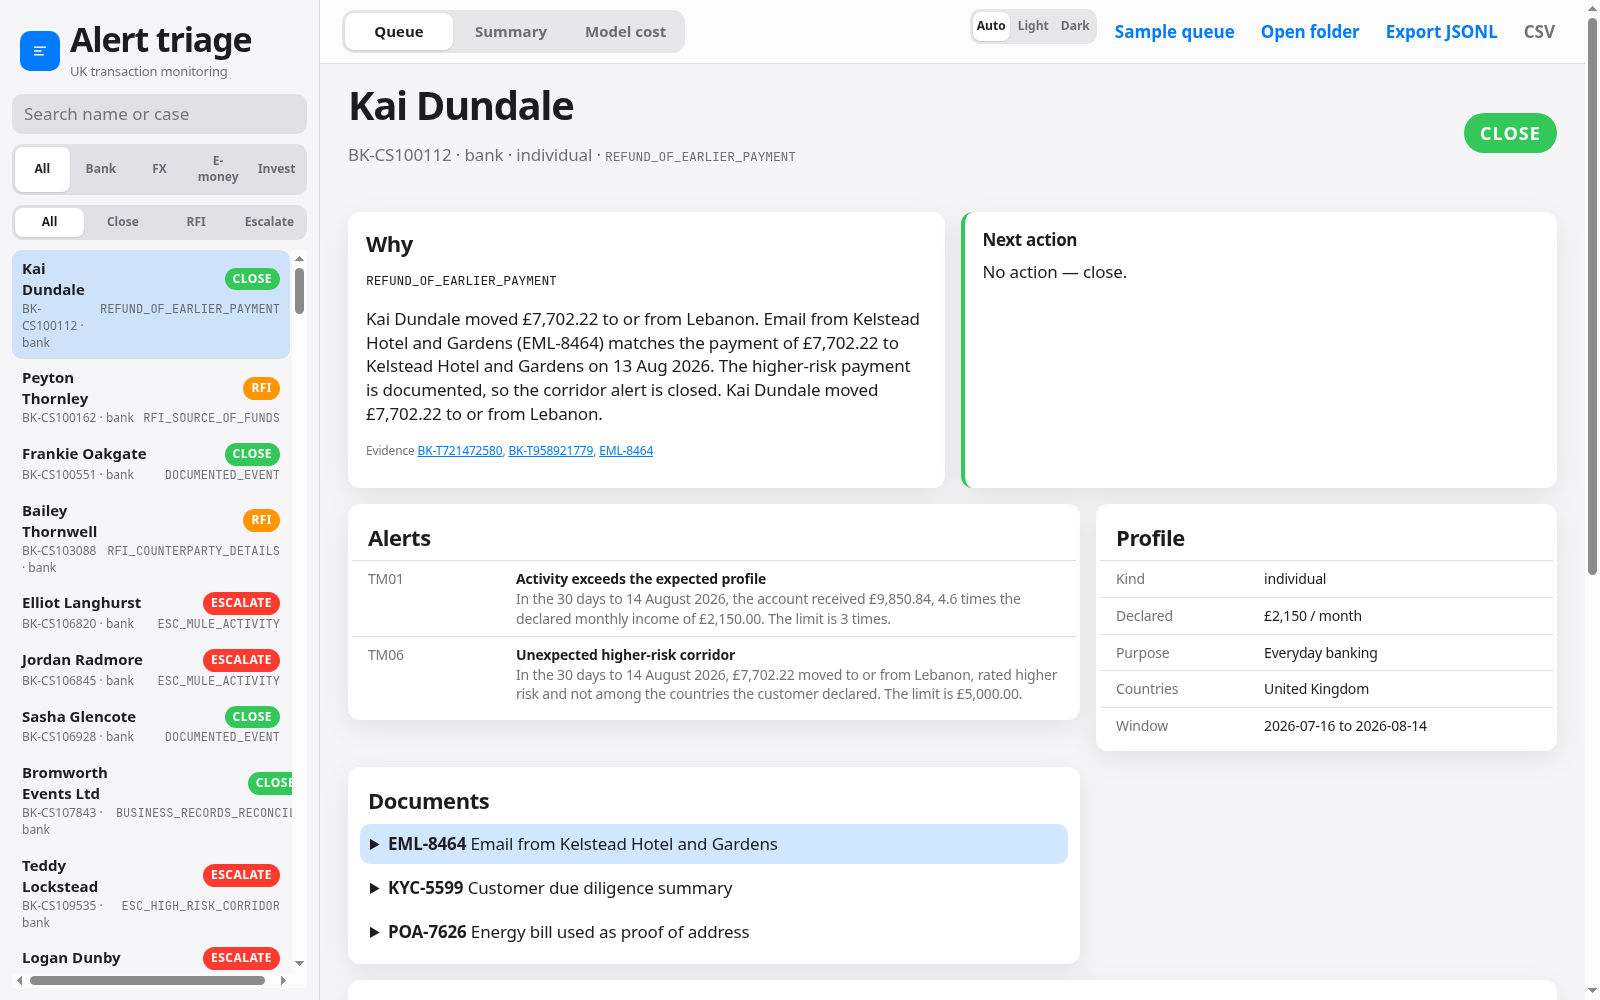 Alert triage
UK transaction monitoring
Search name or case
All Bank FX E-money Invest
All Close RFI Escalate
Kai Dundale CLOSE
BK-CS100112 · bank REFUND_OF_EARLIER_PAYMENT
Peyton Thornley RFI
BK-CS100162 · bank RFI_SOURCE_OF_FUNDS
Frankie Oakgate CLOSE
BK-CS100551 · bank DOCUMENTED_EVENT
Bailey Thornwell RFI
BK-CS103088 · bank RFI_COUNTERPARTY_DETAILS
Elliot Langhurst ESCALATE
BK-CS106820 · bank ESC_MULE_ACTIVITY
Jordan Radmore ESCALATE
BK-CS106845 · bank ESC_MULE_ACTIVITY
Sasha Glencote CLOSE
BK-CS106928 · bank DOCUMENTED_EVENT
Bromworth Events Ltd CLOSE
BK-CS107843 · bank BUSINESS_RECORDS_RECONCIL
Teddy Lockstead ESCALATE
BK-CS109535 · bank ESC_HIGH_RISK_CORRIDOR
Logan Dunby ESCALATE
Queue Summary Model cost
Auto Light Dark Sample queue Open folder Export JSONL CSV
Kai Dundale
BK-CS100112 · bank · individual · REFUND_OF_EARLIER_PAYMENT
CLOSE
Why
REFUND_OF_EARLIER_PAYMENT
Kai Dundale moved £7,702.22 to or from Lebanon. Email from Kelstead
Hotel and Gardens (EML-8464) matches the payment of £7,702.22 to
Kelstead Hotel and Gardens on 13 Aug 2026. The higher-risk payment
is documented, so the corridor alert is closed. Kai Dundale moved
£7,702.22 to or from Lebanon.
Evidence BK-T721472580, BK-T958921779, EML-8464
Next action
No action — close.
Alerts
TM01 Activity exceeds the expected profile
In the 30 days to 14 August 2026, the account received £9,850.84, 4.6 times the
declared monthly income of £2,150.00. The limit is 3 times.
TM06 Unexpected higher-risk corridor
In the 30 days to 14 August 2026, £7,702.22 moved to or from Lebanon, rated higher
risk and not among the countries the customer declared. The limit is £5,000.00.
Profile
Kind individual
Declared £2,150 / month
Purpose Everyday banking
Countries United Kingdom
Window 2026-07-16 to 2026-08-14
Documents
EML-8464 Email from Kelstead Hotel and Gardens
KYC-5599 Customer due diligence summary
POA-7626 Energy bill used as proof of address